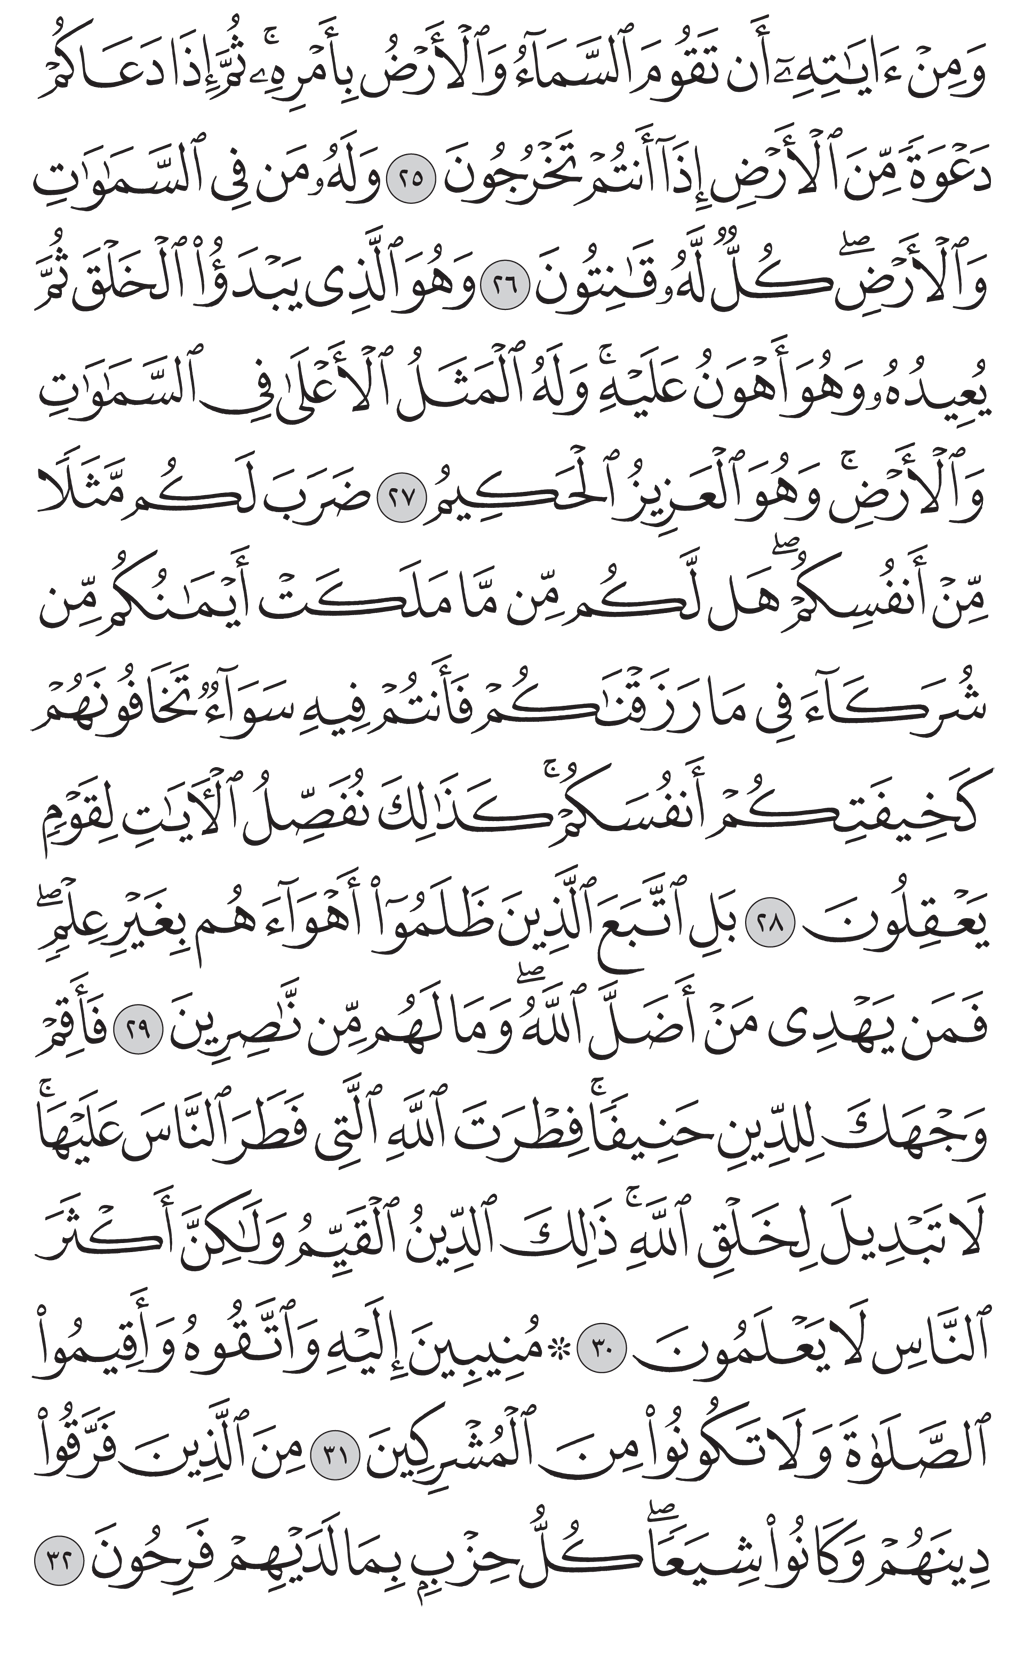 وَمِنْ ءَايَٰتِهِۦٓ أَن تَقُومَ ٱلسَّمَآءُ وَٱلْأَرْضُ بِأَمْرِهِۦ ۚ ثُمَّ إِذَا دَعَاكُمْ
دَعْوَةً مِّنَ ٱلْأَرْضِ إِذَآ أَنتُمْ تَخْرُجُونَ ٢٥ وَلَهُۥ مَن فِى ٱلسَّمَٰوَٰتِ
وَٱلْأَرْضِ ۖ كُلٌّ لَّهُۥ قَٰنِتُونَ ٢٦ وَهُوَ ٱلَّذِى يَبْدَؤُا۟ ٱلْخَلْقَ ثُمَّ
يُعِيدُهُۥ وَهُوَ أَهْوَنُ عَلَيْهِ ۚ وَلَهُ ٱلْمَثَلُ ٱلْأَعْلَىٰ فِى ٱلسَّمَٰوَٰتِ
وَٱلْأَرْضِ ۚ وَهُوَ ٱلْعَزِيزُ ٱلْحَكِيمُ ٢٧ ضَرَبَ لَكُم مَّثَلًا
مِّنْ أَنفُسِكُمْ ۖ هَل لَّكُم مِّن مَّا مَلَكَتْ أَيْمَٰنُكُم مِّن
شُرَكَآءَ فِى مَا رَزَقْنَٰكُمْ فَأَنتُمْ فِيهِ سَوَآءٌ تَخَافُونَهُمْ
كَخِيفَتِكُمْ أَنفُسَكُمْ ۚ كَذَٰلِكَ نُفَصِّلُ ٱلْءَايَٰتِ لِقَوْمٍ
يَعْقِلُونَ ٢٨ بَلِ ٱتَّبَعَ ٱلَّذِينَ ظَلَمُوٓا۟ أَهْوَآءَهُم بِغَيْرِ عِلْمٍ ۖ
فَمَن يَهْدِى مَنْ أَضَلَّ ٱللَّهُ ۖ وَمَا لَهُم مِّن نَّٰصِرِينَ ٢٩ فَأَقِمْ
وَجْهَكَ لِلدِّينِ حَنِيفًا ۚ فِطْرَتَ ٱللَّهِ ٱلَّتِى فَطَرَ ٱلنَّاسَ عَلَيْهَا ۚ
لَا تَبْدِيلَ لِخَلْقِ ٱللَّهِ ۚ ذَٰلِكَ ٱلدِّينُ ٱلْقَيِّمُ وَلَٰكِنَّ أَكْثَرَ
ٱلنَّاسِ لَا يَعْلَمُونَ ٣٠ ۞ مُنِيبِينَ إِلَيْهِ وَٱتَّقُوهُ وَأَقِيمُوا۟
ٱلصَّلَوٰةَ وَلَا تَكُونُوا۟ مِنَ ٱلْمُشْرِكِينَ ٣١ مِنَ ٱلَّذِينَ فَرَّقُوا۟
دِينَهُمْ وَكَانُوا۟ شِيَعًا ۖ كُلُّ حِزْبٍۭ بِمَا لَدَيْهِمْ فَرِحُونَ ٣٢